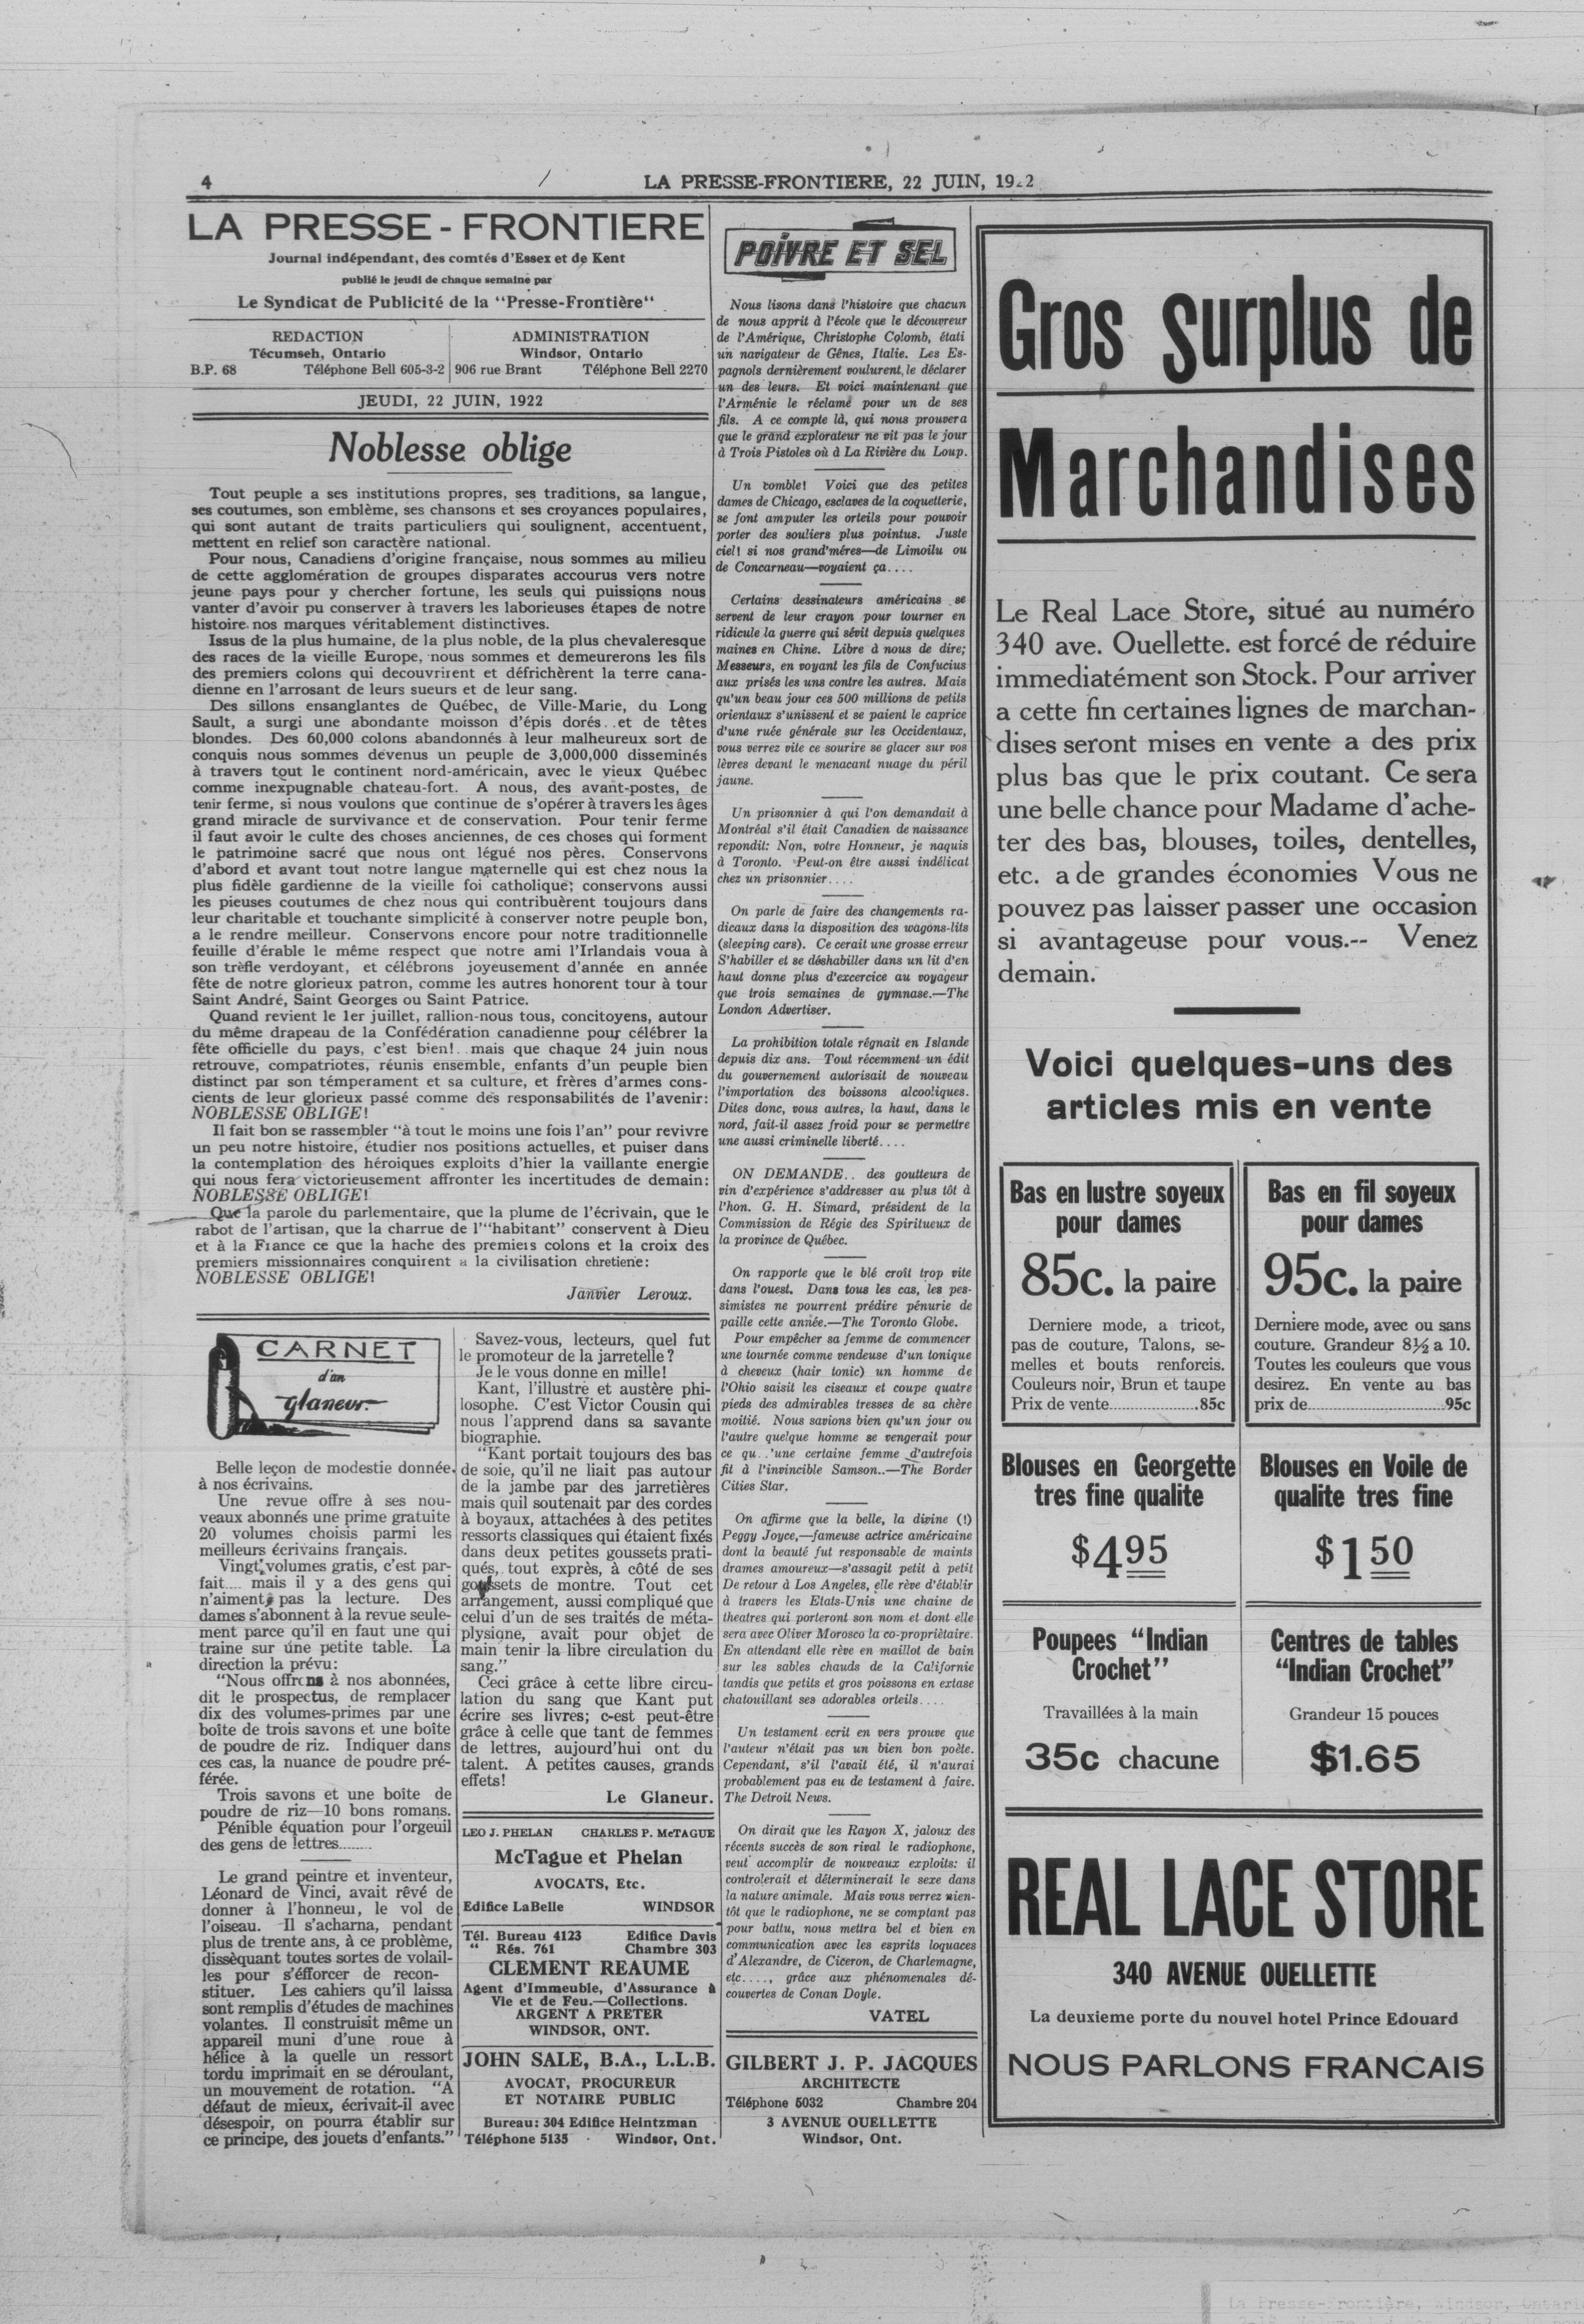 4
LA PRESSE-FRONTIERE, 22 JUIN, 1922
LA PRESSE - FRONTIERE
Journal indépendant, des comtés d'Essex et de Kent
publié le jeudi de chaque semaine par
Le Syndicat de Publicité de la "Presse-Frontière"
REDACTION
Técumseh, Ontario
B.P. 68 Téléphone Bell 605-3-2
ADMINISTRATION
Windsor, Ontario
906 rue Brant Téléphone Bell 2270
JEUDI, 22 JUIN, 1922
Noblesse oblige
Tout peuple a ses institutions propres, ses traditions, sa langue,
ses coutumes, son emblème, ses chansons et ses croyances populaires,
qui sont autant de traits particuliers qui soulignent, accentuent,
mettent en relief son caractère national.
Pour nous, Canadiens d'origine française, nous sommes au milieu
de cette agglomération de groupes disparates accourus vers notre
jeune pays pour y chercher fortune, les seuls qui puissions nous
vanter d'avoir pu conserver à travers les laborieuses étapes de notre
histoire nos marques véritablement distinctives.
Issus de la plus humaine, de la plus noble, de la plus chevaleresque
des races de la vieille Europe, nous sommes et demeurerons les fils
des premiers colons qui decouvrirent et défrichèrent la terre cana-
dienne en l'arrosant de leurs sueurs et de leur sang.
Des sillons ensanglantes de Québec, de Ville-Marie, du Long
Sault, a surgi une abondante moisson d'épis dorés..et de têtes
blondes. Des 60,000 colons abandonnés à leur malheureux sort de
conquis nous sommes devenus un peuple de 3,000,000 disseminés
à travers tout le continent nord-américain, avec le vieux Québec
comme inexpugnable chateau-fort. A nous, des avant-postes, de
tenir ferme, si nous voulons que continue de s'opérer à travers les âges
grand miracle de survivance et de conservation. Pour tenir ferme
il faut avoir le culte des choses anciennes, de ces choses qui forment
le patrimoine sacré que nous ont légué nos pères. Conservons
d'abord et avant tout notre langue maternelle qui est chez nous la
plus fidèle gardienne de la vieille foi catholique; conservons aussi
les pieuses coutumes de chez nous qui contribuèrent toujours dans
leur charitable et touchante simplicité à conserver notre peuple bon,
a le rendre meilleur. Conservons encore pour notre traditionnelle
feuille d'érable le même respect que notre ami l'Irlandais voua à
son trèfle verdoyant, et célébrons joyeusement d'année en année
fête de notre glorieux patron, comme les autres honorent tour à tour
Saint André, Saint Georges ou Saint Patrice.
Quand revient le 1er juillet, rallion-nous tous, concitoyens, autour
du même drapeau de la Confédération canadienne pour célébrer la
fête officielle du pays, c'est bien!..mais que chaque 24 juin nous
retrouve, compatriotes, réunis ensemble, enfants d'un peuple bien
distinct par son témperament et sa culture, et frères d'armes cons-
cients de leur glorieux passé comme des responsabilités de l'avenir:
NOBLESSE OBLIGE!
Il fait bon se rassembler "à tout le moins une fois l'an" pour revivre
un peu notre histoire, étudier nos positions actuelles, et puiser dans
la contemplation des héroiques exploits d'hier la vaillante energie
qui nous fera victorieusement affronter les incertitudes de demain:
NOBLESSE OBLIGE!
Que la parole du parlementaire, que la plume de l'écrivain, que le
rabot de l'artisan, que la charrue de l'"habitant" conservent à Dieu
et à la France ce que la hache des premiers colons et la croix des
premiers missionnaires conquirent a la civilisation chretiene:
NOBLESSE OBLIGE!
Janvier Leroux.
CARNET
d'un
glaneur
Belle leçon de modestie donnée
à nos écrivains.
Une revue offre à ses nou-
veaux abonnés une prime gratuite
20 volumes choisis parmi les
meilleurs écrivains français.
Vingt volumes gratis, c'est par-
fait.... mais il y a des gens qui
n'aiment pas la lecture. Des
dames s'abonnent à la revue seule-
ment parce qu'il en faut une qui
traine sur une petite table. La
direction la prévu:
"Nous offrons à nos abonnées,
dit le prospectus, de remplacer
dix des volumes-primes par une
boîte de trois savons et une boîte
de poudre de riz. Indiquer dans
ces cas, la nuance de poudre pré-
férée.
Trois savons et une boîte de
poudre de riz—10 bons romans.
Pénible équation pour l'orgeuil
des gens de lettres........
Le grand peintre et inventeur,
Léonard de Vinci, avait rêvé de
donner à l'honneur, le vol de
l'oiseau. Il s'acharna, pendant
plus de trente ans, à ce problème,
dissèquant toutes sortes de volail-
les pour s'éfforcer de recon-
stituer. Les cahiers qu'il laissa
sont remplis d'études de machines
volantes. Il construisit même un
appareil muni d'une roue à
hélice à la quelle un ressort
tordu imprimait en se déroulant,
un mouvement de rotation. "A
défaut de mieux, écrivait-il avec
désespoir, on pourra établir sur
ce principe, des jouets d'enfants."
Savez-vous, lecteurs, quel fut
le promoteur de la jarretelle?
Je le vous donne en mille!
Kant, l'illustre et austère phi-
losophe. C'est Victor Cousin qui
nous l'apprend dans sa savante
biographie.
"Kant portait toujours des bas
de soie, qu'il ne liait pas autour
de la jambe par des jarretières
mais quil soutenait par des cordes
à boyaux, attachées à des petites
ressorts classiques qui étaient fixés
dans deux petites goussets prati-
qués, tout exprès, à côté de ses
goussets de montre. Tout cet
arrangement, aussi compliqué que
celui d'un de ses traités de méta-
plysigne, avait pour objet de
main tenir la libre circulation du
sang."
Ceci grâce à cette libre circu-
lation du sang que Kant put
écrire ses livres; c-est peut-être
grâce à celle que tant de femmes
de lettres, aujourd'hui ont du
talent. A petites causes, grands
effets!
Le Glaneur.
LEO J. PHELAN CHARLES P. McTAGUE
McTague et Phelan
AVOCATS, Etc.
Edifice LaBelle WINDSOR
Tél. Bureau 4123 Edifice Davis
" Rés. 761 Chambre 303
CLEMENT REAUME
Agent d'Immeuble, d'Assurance à
Vie et de Feu.—Collections.
ARGENT A PRETER
WINDSOR, ONT.
JOHN SALE, B.A., L.L.B.
AVOCAT, PROCUREUR
ET NOTAIRE PUBLIC
Bureau: 304 Edifice Heintzman
Téléphone 5135 Windsor, Ont.
POIVRE ET SEL
Nous lisons dans l'histoire que chacun
de nous apprit à l'école que le découvreur
de l'Amérique, Christophe Colomb, étati
un navigateur de Gênes, Italie. Les Es-
pagnols dernièrement voulurent le déclarer
un des leurs. Et voici maintenant que
l'Arménie le réclame pour un de ses
fils. A ce compte là, qui nous prouvera
que le grand explorateur ne vit pas le jour
à Trois Pistoles où à La Rivière du Loup.
Un comble! Voici que des petites
dames de Chicago, esclaves de la coquetterie,
se font amputer les orteils pour pouvoir
porter des souliers plus pointus. Juste
ciel! si nos grand'méres—de Limoilu ou
de Concarneau—voyaient ça....
Certains dessinateurs américains se
servent de leur crayon pour tourner en
ridicule la guerre qui sévit depuis quelques
maines en Chine. Libre à nous de dire;
Messeurs, en voyant les fils de Confucius
aux prisés les uns contre les autres. Mais
qu'un beau jour ces 500 millions de petits
orientaux s'unissent et se paient le caprice
d'une ruée générale sur les Occidentaux,
vous verrez vite ce sourire se glacer sur vos
lèvres devant le menacant nuage du péril
jaune.
Un prisonnier à qui l'on demandait à
Montréal s'il était Canadien de naissance
repondit: Non, votre Honneur, je naquis
à Toronto. Peut-on être aussi indélicat
chez un prisonnier....
On parle de faire des changements ra-
dicaux dans la disposition des wagons-lits
(sleeping cars). Ce cerait une grosse erreur
S'habiller et se déshabiller dans un lit d'en
haut donne plus d'excercice au voyageur
que trois semaines de gymnase.—The
London Advertiser.
La prohibition totale régnait en Islande
depuis dix ans. Tout récemment un édit
du gouvernement autorisait de nouveau
l'importation des boissons alcooliques.
Dites donc, vous autres, la haut, dans le
nord, fait-il assez froid pour se permettre
une aussi criminelle liberté....
ON DEMANDE.. des goutteurs de
vin d'expérience s'addresser au plus tôt à
l'hon. G. H. Simard, président de la
Commission de Régie des Spiritueux de
la province de Québec.
On rapporte que le blé croît trop vite
dans l'ouest. Dans tous les cas, les pes-
simistes ne pourrent prédire pénurie de
paille cette année.—The Toronto Globe.
Pour empêcher sa femme de commencer
une tournée comme vendeuse d'un tonique
à cheveux (hair tonic) un homme de
l'Ohio saisit les ciseaux et coupe quatre
pieds des admirables tresses de sa chère
moitié. Nous savions bien qu'un jour ou
l'autre quelque homme se vengerait pour
ce qu..'une certaine femme d'autrefois
fit à l'invincible Samson..—The Border
Cities Star.
On affirme que la belle, la divine (!)
Peggy Joyce,—fameuse actrice américaine
dont la beauté fut responsable de maints
drames amoureux—s'assagit petit à petit
De retour à Los Angeles, elle rève d'établir
à travers les Etats-Unis une chaine de
theatres qui porteront son nom et dont elle
sera avec Oliver Morosco la co-propriètaire.
En attendant elle rève en maillot de bain
sur les sables chauds de la Californie
tandis que petits et gros poissons en extase
chatouillant ses adorables orteils....
Un testament ecrit en vers prouve que
l'auteur n'était pas un bien bon poète.
Cependant, s'il l'avait été, il n'aurai
probablement pas eu de testament à faire.
The Detroit News.
On dirait que les Rayon X, jaloux des
récents succès de son rival le radiophone,
veut accomplir de nouveaux exploits: il
controlerait et déterminerait le sexe dans
la nature animale. Mais vous verrez nien-
tôt que le radiophone, ne se comptant pas
pour battu, nous mettra bel et bien en
communication avec les esprits loquaces
d'Alexandre, de Ciceron, de Charlemagne,
etc...., grâce aux phénomenales dé-
couvertes de Conan Doyle.
VATEL
GILBERT J. P. JACQUES
ARCHITECTE
Téléphone 5032 Chambre 204
3 AVENUE OUELLETTE
Windsor, Ont.
Gros Surplus de
Marchandises
Le Real Lace Store, situé au numéro
340 ave. Ouellette. est forcé de réduire
immediatément son Stock. Pour arriver
a cette fin certaines lignes de marchan-
dises seront mises en vente a des prix
plus bas que le prix coutant. Ce sera
une belle chance pour Madame d'ache-
ter des bas, blouses, toiles, dentelles,
etc. a de grandes économies Vous ne
pouvez pas laisser passer une occasion
si avantageuse pour vous.-- Venez
demain.
Voici quelques-uns des
articles mis en vente
Bas en lustre soyeux
pour dames
85c. la paire
Derniere mode, a tricot,
pas de couture, Talons, se-
melles et bouts renforcis.
Couleurs noir, Brun et taupe
Prix de vente.....................85c
Bas en fil soyeux
pour dames
95c. la paire
Derniere mode, avec ou sans
couture. Grandeur 8½ a 10.
Toutes les couleurs que vous
desirez. En vente au bas
prix de................................95c
Blouses en Georgette
tres fine qualite
$4.95
Blouses en Voile de
qualite tres fine
$1.50
Poupees "Indian
Crochet"
Travaillées à la main
35c chacune
Centres de tables
"Indian Crochet"
Grandeur 15 pouces
$1.65
REAL LACE STORE
340 AVENUE OUELLETTE
La deuxieme porte du nouvel hotel Prince Edouard
NOUS PARLONS FRANCAIS